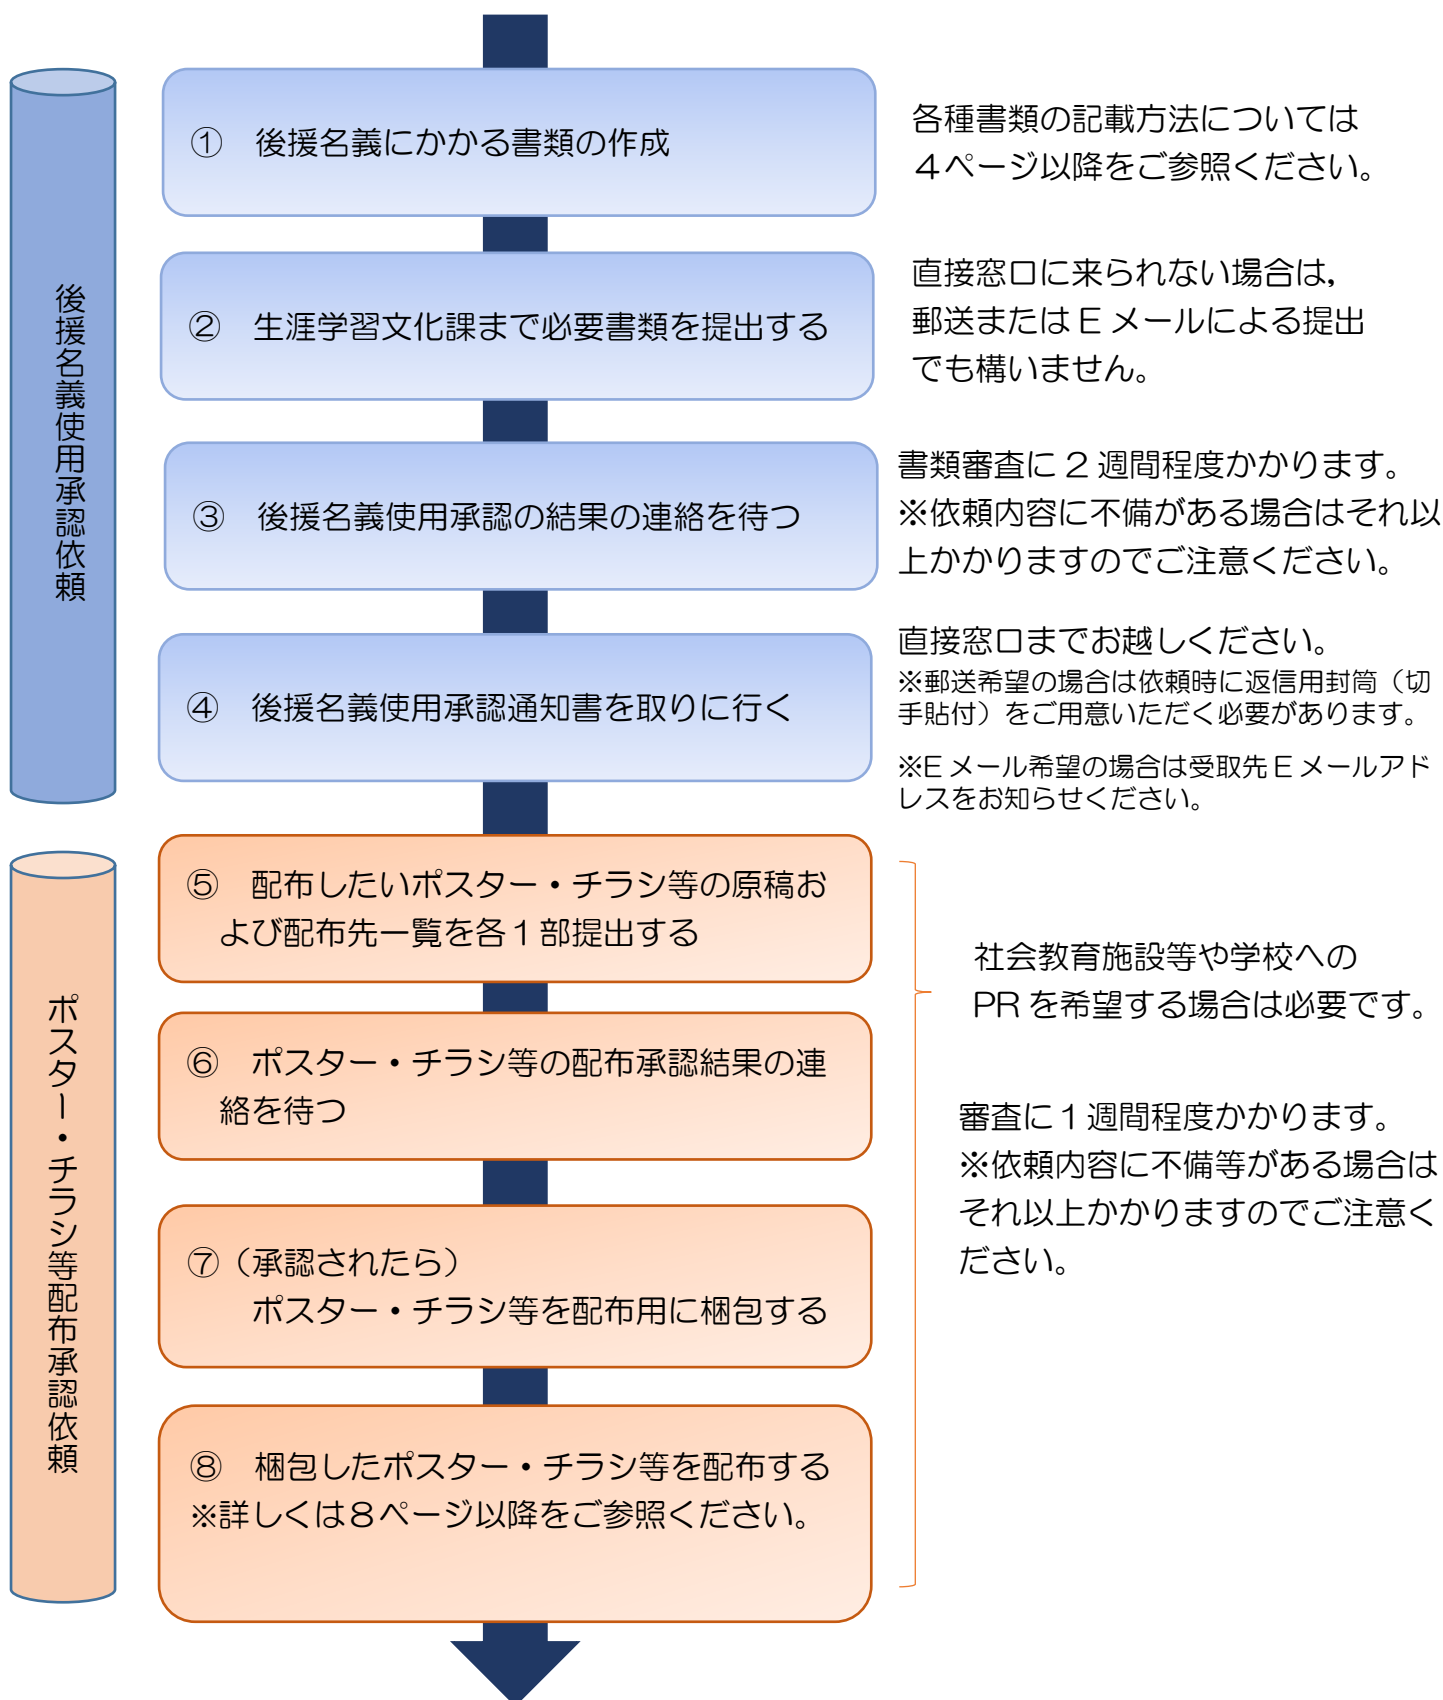 後援名義使用承認依頼
① 後援名義にかかる書類の作成
各種書類の記載方法については
４ページ以降をご参照ください。
② 生涯学習文化課まで必要書類を提出する
直接窓口に来られない場合は，
郵送またはＥメールによる提出
でも構いません。
③ 後援名義使用承認の結果の連絡を待つ
書類審査に２週間程度かかります。
※依頼内容に不備がある場合はそれ以
上かかりますのでご注意ください。
④ 後援名義使用承認通知書を取りに行く
直接窓口までお越しください。
※郵送希望の場合は依頼時に返信用封筒（切
手貼付）をご用意いただく必要があります。
※Ｅメール希望の場合は受取先Ｅメールアド
レスをお知らせください。
ポスター・チラシ等配布承認依頼
⑤ 配布したいポスター・チラシ等の原稿お
よび配布先一覧を各１部提出する
⑥ ポスター・チラシ等の配布承認結果の連
絡を待つ
⑦（承認されたら）
ポスター・チラシ等を配布用に梱包する
⑧ 梱包したポスター・チラシ等を配布する
※詳しくは８ページ以降をご参照ください。
社会教育施設等や学校への
PRを希望する場合は必要です。
審査に１週間程度かかります。
※依頼内容に不備等がある場合は
それ以上かかりますのでご注意く
ださい。